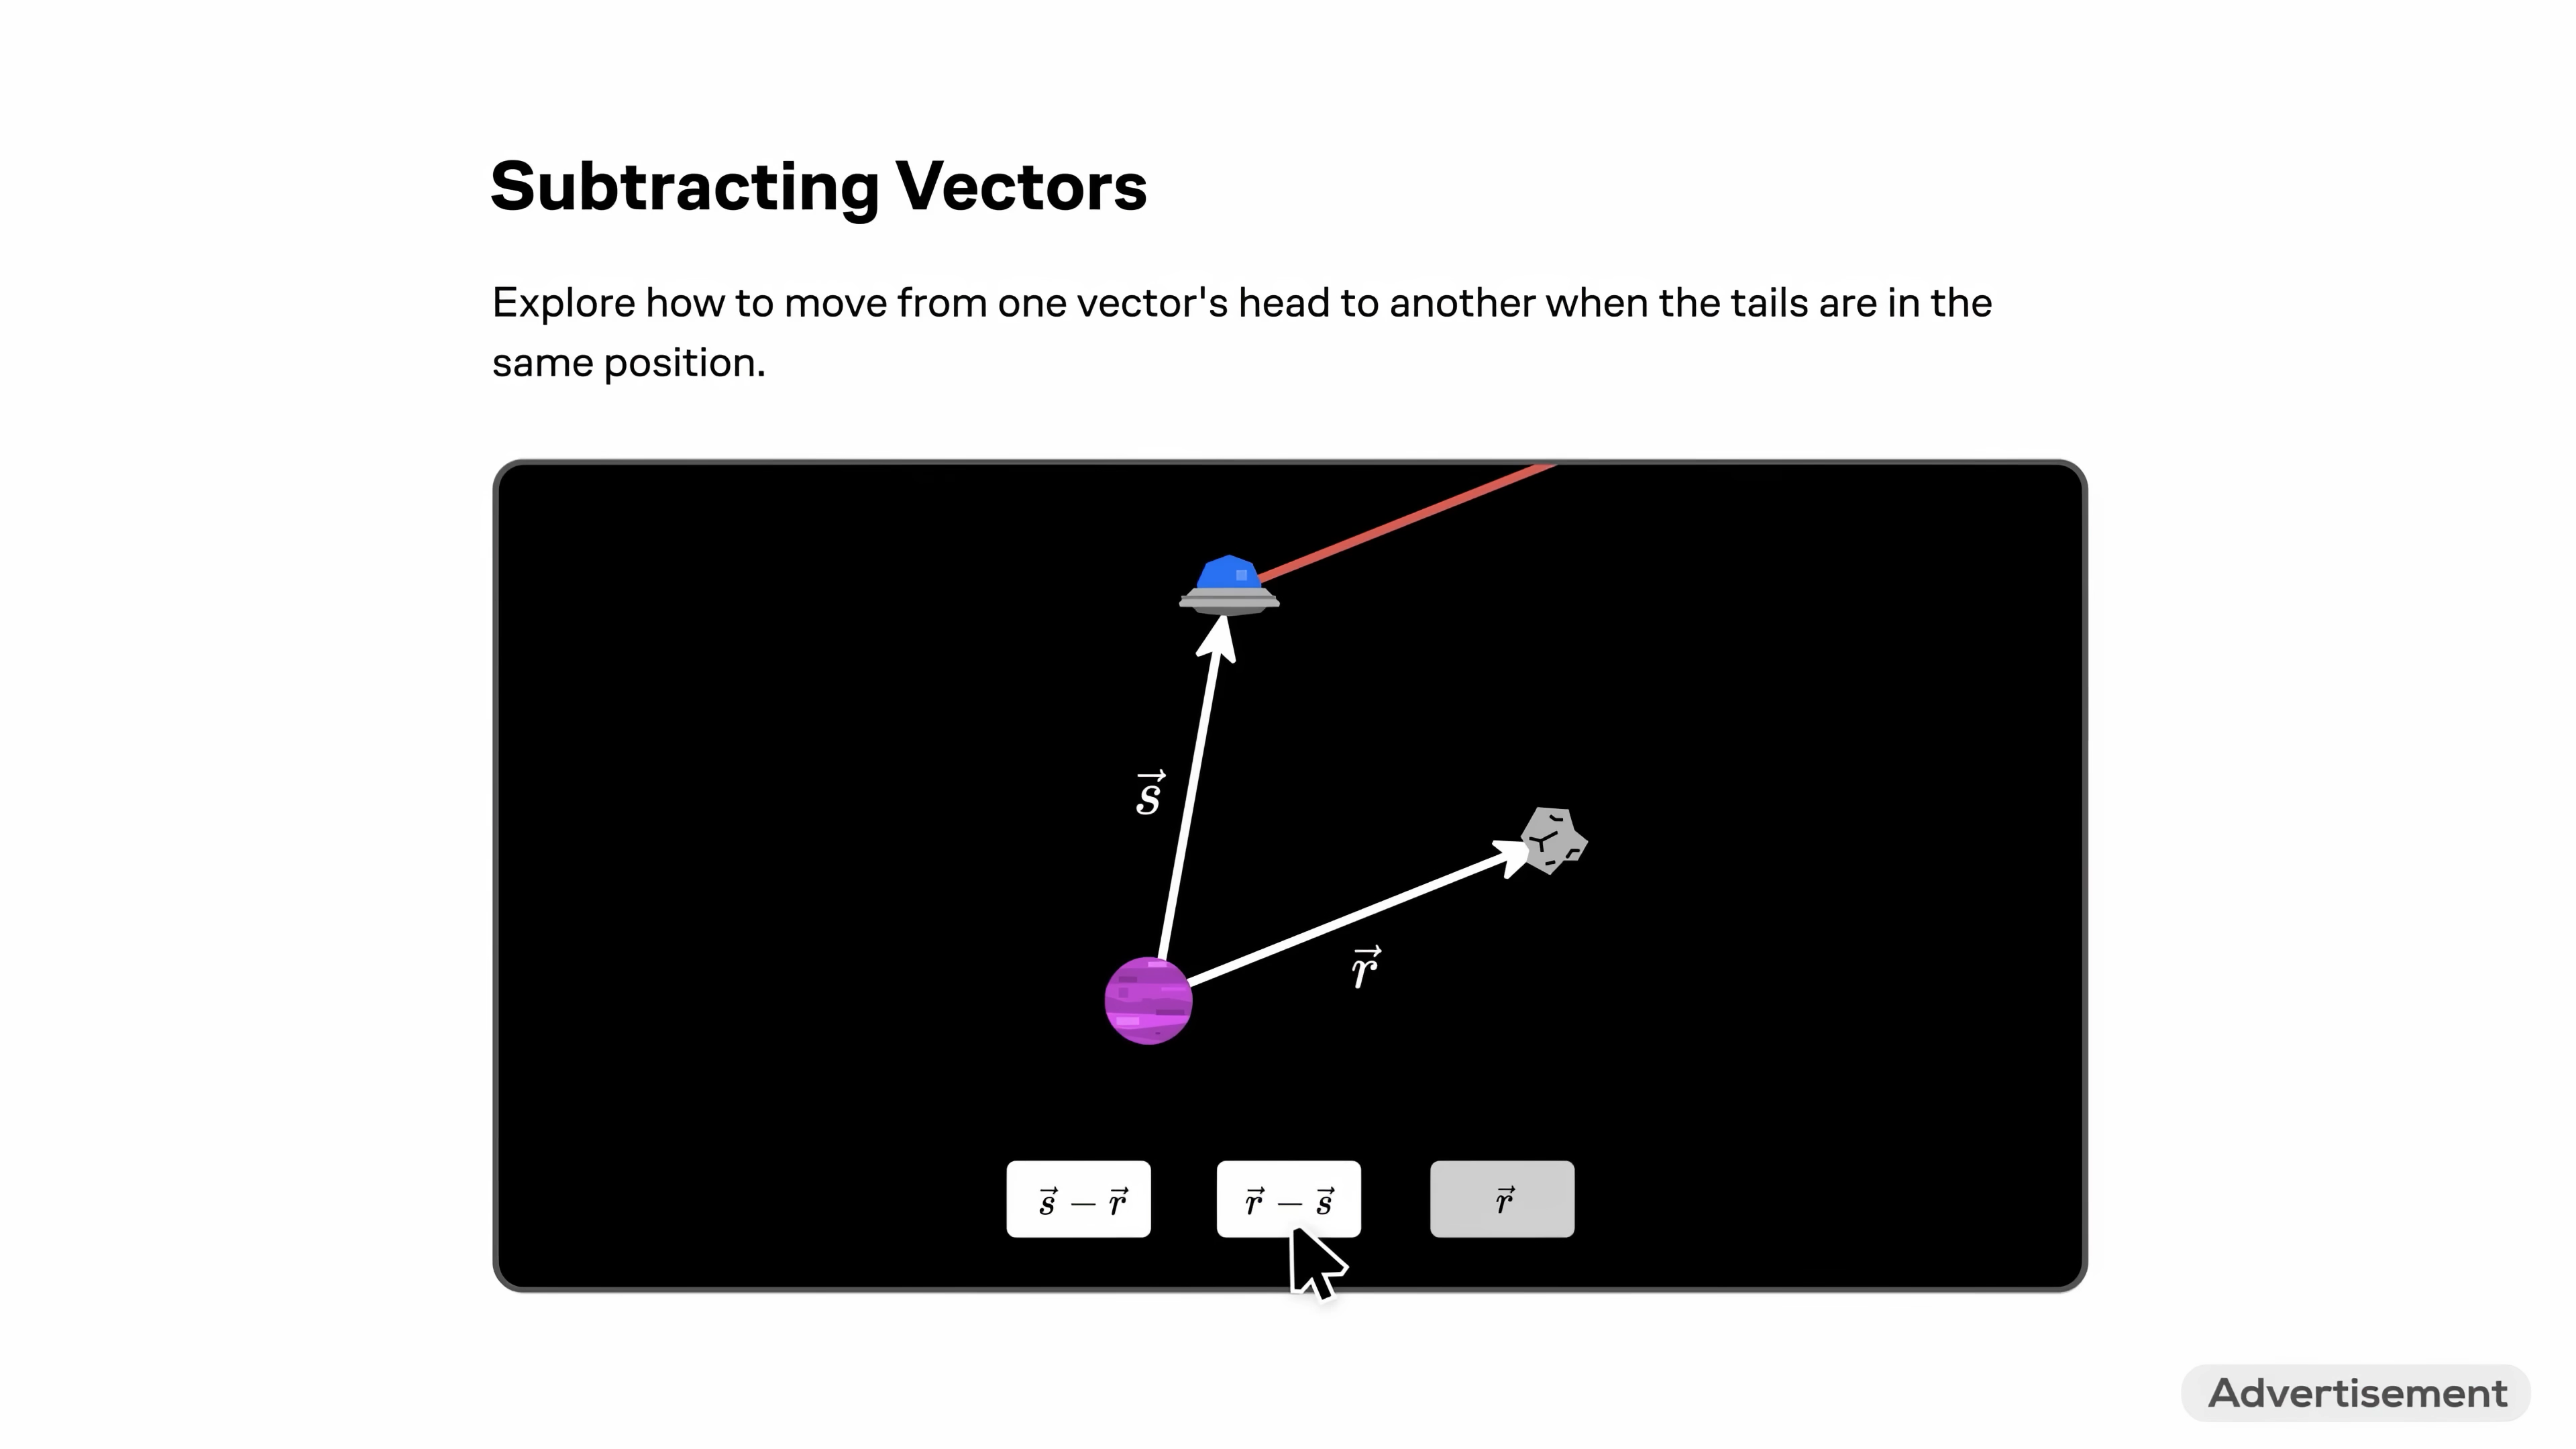 Subtracting Vectors
Explore how to move from one vector's head to another when the tails are in the
same position.
s⃗
r⃗
s⃗ − r⃗
r⃗ − s⃗
r⃗
Advertisement